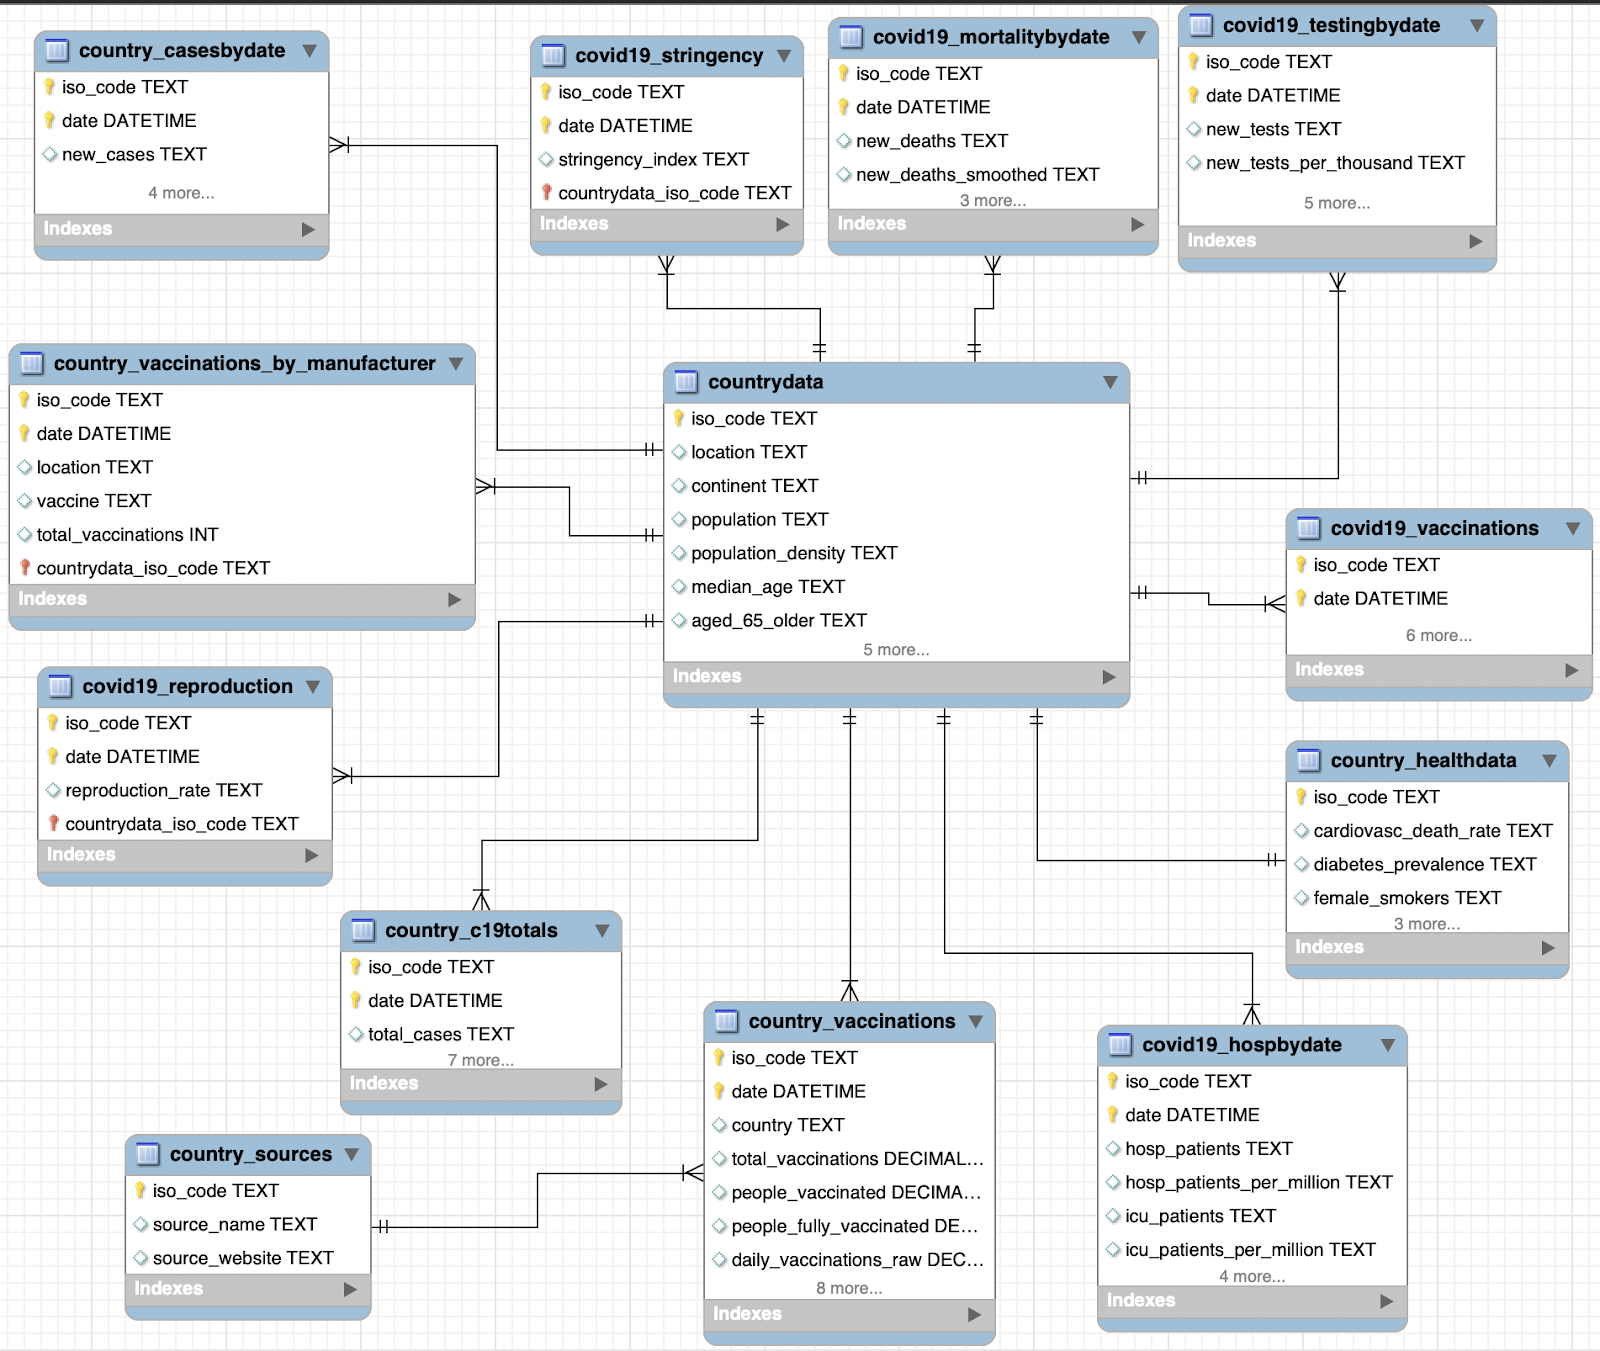 country_casesbydate
iso_code TEXT
date DATETIME
new_cases TEXT
4 more...
Indexes
covid19_stringency
iso_code TEXT
date DATETIME
stringency_index TEXT
countrydata_iso_code TEXT
Indexes
covid19_mortalitybydate
iso_code TEXT
date DATETIME
new_deaths TEXT
new_deaths_smoothed TEXT
3 more...
Indexes
covid19_testingbydate
iso_code TEXT
date DATETIME
new_tests TEXT
new_tests_per_thousand TEXT
5 more...
Indexes
country_vaccinations_by_manufacturer
iso_code TEXT
date DATETIME
location TEXT
vaccine TEXT
total_vaccinations INT
countrydata_iso_code TEXT
Indexes
countrydata
iso_code TEXT
location TEXT
continent TEXT
population TEXT
population_density TEXT
median_age TEXT
aged_65_older TEXT
5 more...
Indexes
covid19_vaccinations
iso_code TEXT
date DATETIME
6 more...
Indexes
covid19_reproduction
iso_code TEXT
date DATETIME
reproduction_rate TEXT
countrydata_iso_code TEXT
Indexes
country_healthdata
iso_code TEXT
cardiovasc_death_rate TEXT
diabetes_prevalence TEXT
female_smokers TEXT
3 more...
Indexes
country_c19totals
iso_code TEXT
date DATETIME
total_cases TEXT
7 more...
Indexes
country_vaccinations
iso_code TEXT
date DATETIME
country TEXT
total_vaccinations DECIMAL...
people_vaccinated DECIMA...
people_fully_vaccinated DE...
daily_vaccinations_raw DEC...
8 more...
Indexes
covid19_hospbydate
iso_code TEXT
date DATETIME
hosp_patients TEXT
hosp_patients_per_million TEXT
icu_patients TEXT
icu_patients_per_million TEXT
4 more...
Indexes
country_sources
iso_code TEXT
source_name TEXT
source_website TEXT
Indexes